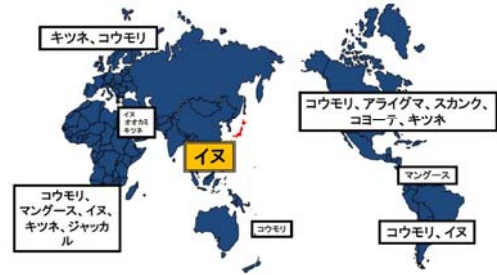 キツネ、コウモリ
コウモリ、アライグマ、スカンク、
コヨーテ、キツネ
イヌ
オオカミ
キツネ
イヌ
マングース
コウモリ、
マングース、イヌ、
キツネ、ジャッカ
ル
コウモリ
コウモリ、イヌ